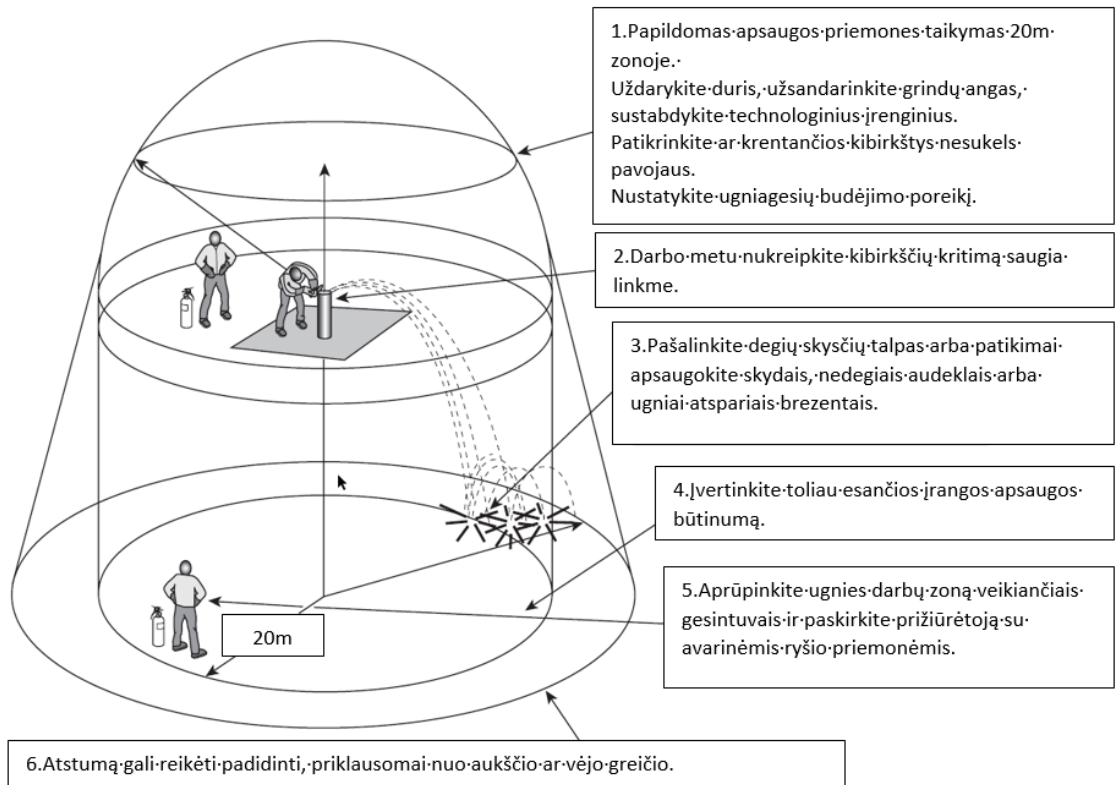 1.Papildomas·apsaugos·priemones·taikymas·20m·
zonoje.·
Uždarykite·duris,·užsandarinkite·grindų·angas,·
sustabdykite·technologinius·įrenginius.
Patikrinkite·ar·krentančios·kibirkštys·nesukels·
pavojaus.
Nustatykite·ugniagesių·budėjimo·poreikį.
2.Darbo·metu·nukreipkite·kibirkščių·kritimą·saugia·
linkme.
3.Pašalinkite·degių·skysčių·talpas·arba·patikimai·
apsaugokite·skydais,·nedegiais·audeklais·arba·
ugniai·atspariais·brezentais.
4.Įvertinkite·toliau·esančios·įrangos·apsaugos·
būtinumą.
5.Aprūpinkite·ugnies·darbų·zoną·veikiančiais·
gesintuvais·ir·paskirkite·prižiūrėtoją·su·
avarinėmis·ryšio·priemonėmis.
20m
6.Atstumą·gali·reikėti·padidinti,·priklausomai·nuo·aukščio·ar·vėjo·greičio.